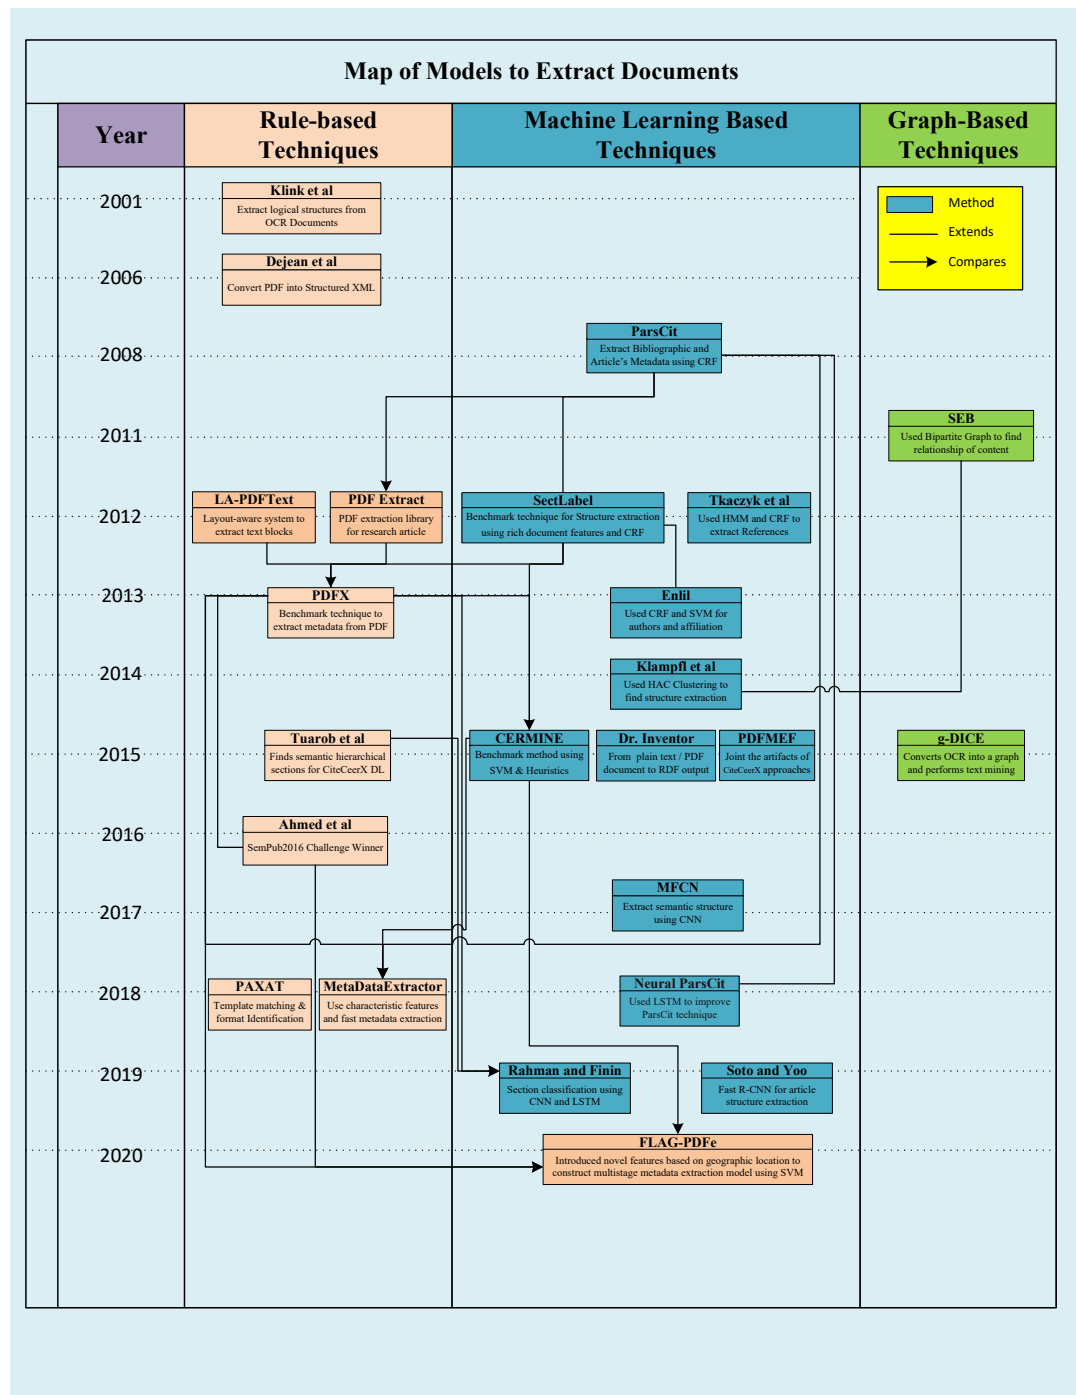 Map of Models to Extract Documents
Year
Rule-based
Techniques
Machine Learning Based
Techniques
Graph-Based
Techniques
Method
Extends
Compares
2001
Klink et al
Extract logical structures from
OCR Documents
2006
Dejean et al
Convert PDF into Structured XML
2008
ParsCit
Extract Bibliographic and
Article's Metadata using CRF
2011
SEB
Used Bipartite Graph to find
relationship of content
2012
LA-PDFText
Layout-aware system to
extract text blocks
PDF Extract
PDF extraction library
for research article
SectLabel
Benchmark technique for Structure extraction
using rich document features and CRF
Tkaczyk et al
Used HMM and CRF to
extract References
2013
PDFX
Benchmark technique to
extract metadata from PDF
Enlil
Used CRF and SVM for
authors and affiliation
2014
Klampfl et al
Used HAC Clustering to
find structure extraction
2015
Tuarob et al
Finds semantic hierarchical
sections for CiteCeerX DL
CERMINE
Benchmark method using
SVM & Heuristics
Dr. Inventor
From plain text / PDF
document to RDF output
PDFMEF
Joint the artifacts of
CiteCeerX approaches
g-DICE
Converts OCR into a graph
and performs text mining
2016
Ahmed et al
SemPub2016 Challenge Winner
2017
MFCN
Extract semantic structure
using CNN
2018
PAXAT
Template matching &
format Identification
MetaDataExtractor
Use characteristic features
and fast metadata extraction
Neural ParsCit
Used LSTM to improve
ParsCit technique
2019
Rahman and Finin
Section classification using
CNN and LSTM
Soto and Yoo
Fast R-CNN for article
structure extraction
2020
FLAG-PDFe
Introduced novel features based on geographic location to
construct multistage metadata extraction model using SVM